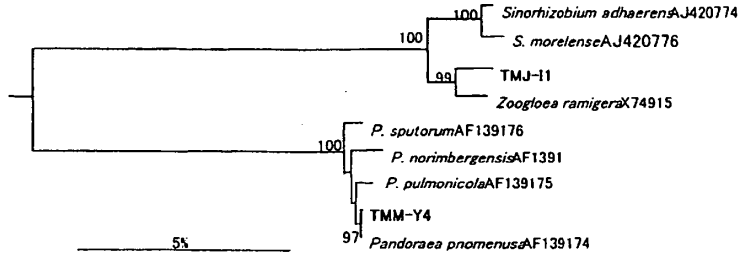 100 Sinorhizobium adhaerensAJ420774
100 S. morelenseAJ420776
99 TMJ-I1
Zoogloea ramigeraX74915
100 P. sputorumAF139176
P. norimbergensisAF1391
P. pulmonicolaAF139175
TMM-Y4
97 Pandoraea pnomenusaAF139174
5%